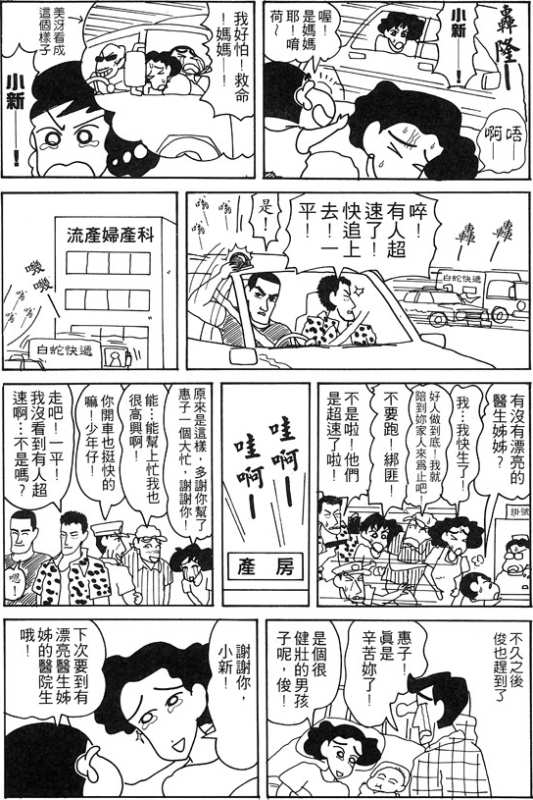 轟隆—
小新—！
唔—
啊—
喔！
是媽媽
耶！唷
荷～
我好怕！救命
！媽媽—！
美冴看成
這個樣子
小新—！
轟—
轟—
白蛇快遞
啐！
有人超
速了！
快追上
去！一
平！
是！
嗡
嗡
流產婦產科
嘰
嘰—
白蛇快遞
有沒有漂亮的
醫生姊姊？
掛號
我…我快生了！
好人做到底！我就
陪到妳家人來為止吧！
不要跑！綁匪！
不是啦！他們
是超速了啦！
哇啊—
哇啊—
產房
原來是這樣，多謝你幫了
惠子一個大忙，謝謝你！
能…能幫上忙我也
很高興啊！
你開車也挺快的
嘛！少年仔！
走吧！一平！
我沒看到有人超
速啊…不是嗎？
嗯！
不久之後
俊也趕到了
惠子！
真是
辛苦妳了！
是個很
健壯的男孩
子呢，俊！
謝謝你，
小新！
下次要到有
漂亮醫生姊
姊的醫院生
哦！